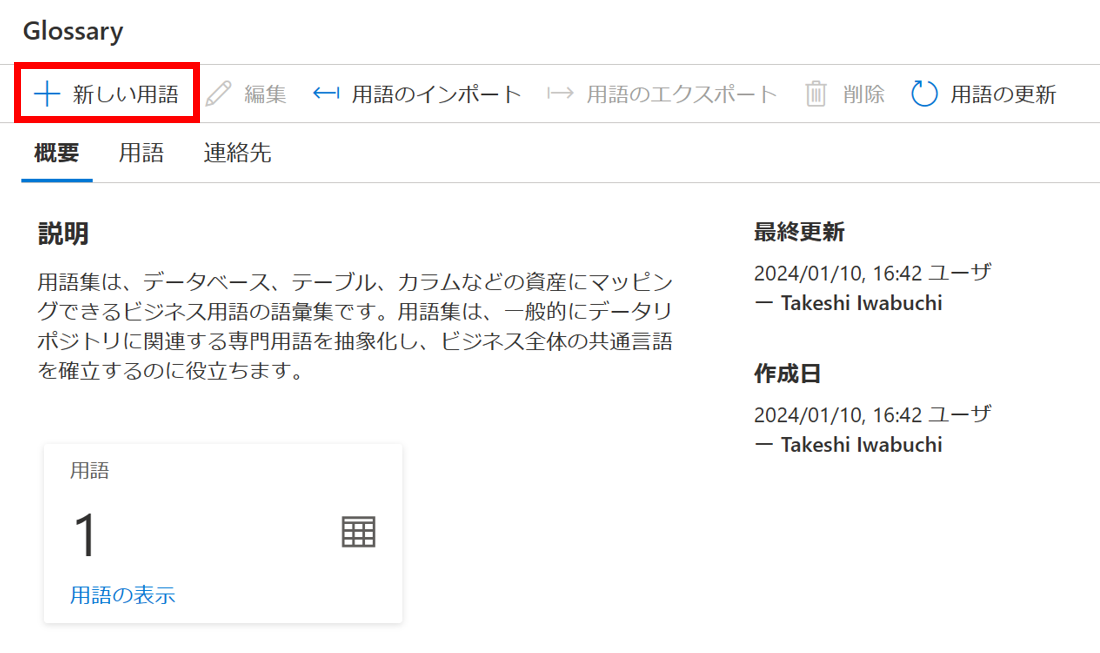 Glossary
新しい用語 編集 用語のインポート 用語のエクスポート 削除 用語の更新
概要 用語 連絡先
説明
用語集は、データベース、テーブル、カラムなどの資産にマッピン
グできるビジネス用語の語彙集です。用語集は、一般的にデータリ
ポジトリに関連する専門用語を抽象化し、ビジネス全体の共通言語
を確立するのに役立ちます。
最終更新
2024/01/10, 16:42 ユーザ
ー Takeshi Iwabuchi
作成日
2024/01/10, 16:42 ユーザ
ー Takeshi Iwabuchi
用語
1
用語の表示